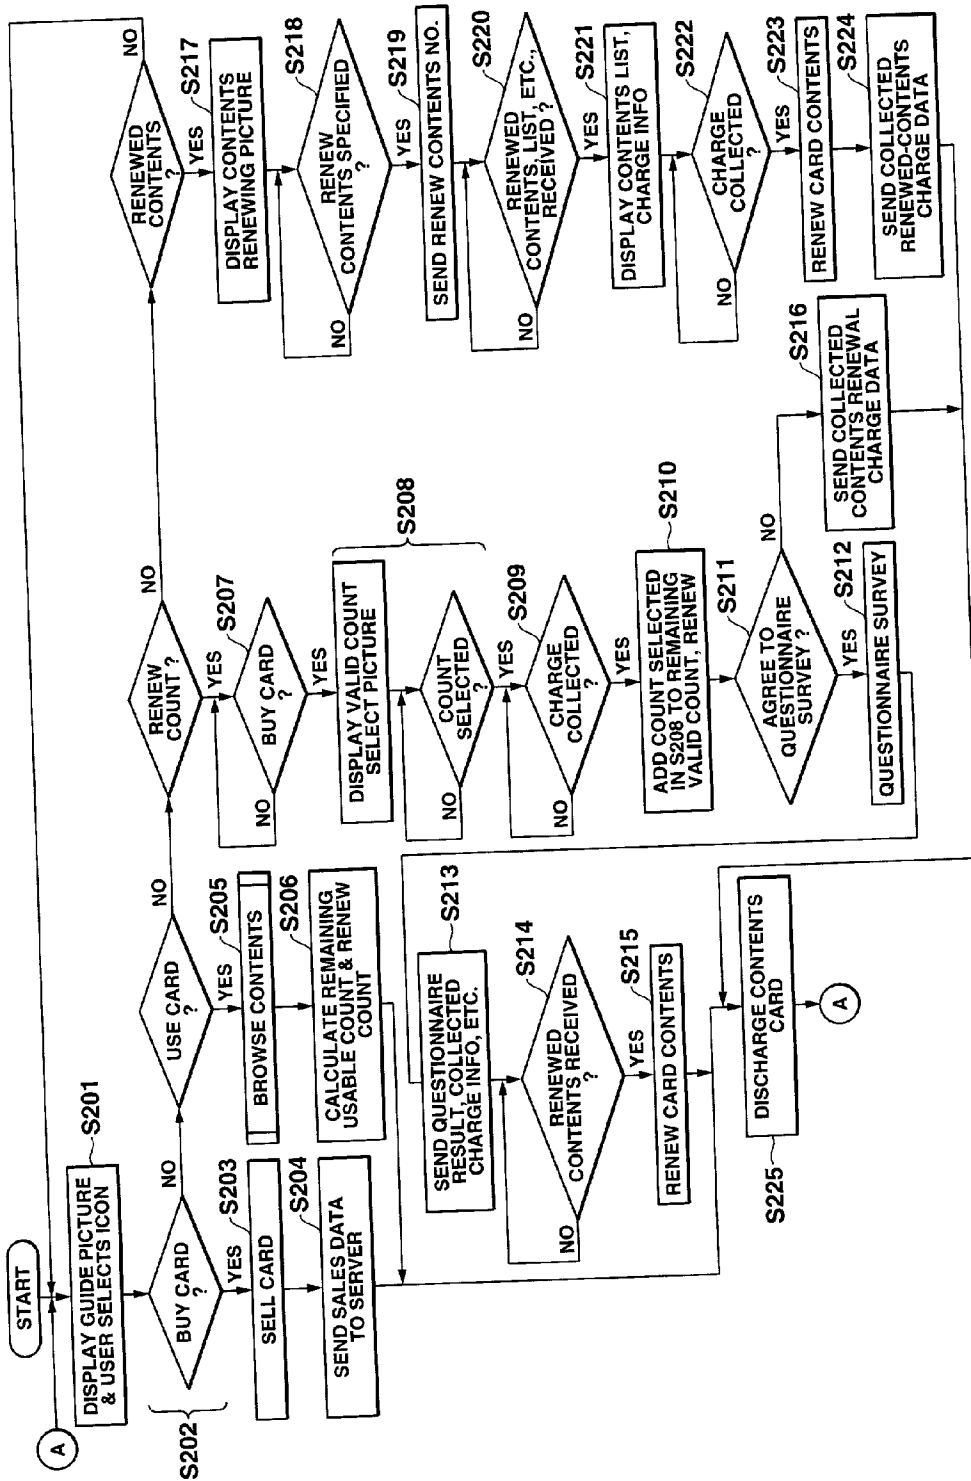 START
A
DISPLAY GUIDE PICTURE
& USER SELECTS ICON
S201
S202
BUY CARD
?
NO
YES
S203
SELL CARD
S204
SEND SALES DATA
TO SERVER
USE CARD
?
NO
YES
S205
BROWSE CONTENTS
S206
CALCULATE REMAINING
USABLE COUNT & RENEW
COUNT
RENEW
COUNT ?
NO
YES
S207
BUY CARD
?
NO
YES
S208
DISPLAY VALID COUNT
SELECT PICTURE
COUNT
SELECTED
?
NO
YES
S209
CHARGE
COLLECTED
?
NO
YES
S210
ADD COUNT SELECTED
IN S208 TO REMAINING
VALID COUNT, RENEW
S211
AGREE TO
QUESTIONNAIRE
SURVEY ?
NO
YES
S212
QUESTIONNAIRE SURVEY
S213
SEND QUESTIONNAIRE
RESULT, COLLECTED
CHARGE INFO, ETC.
S214
RENEWED
CONTENTS RECEIVED
?
NO
YES
S215
RENEW CARD CONTENTS
S216
SEND COLLECTED
CONTENTS RENEWAL
CHARGE DATA
RENEWED
CONTENTS
?
NO
YES
S217
DISPLAY CONTENTS
RENEWING PICTURE
S218
RENEW
CONTENTS SPECIFIED
?
NO
YES
S219
SEND RENEW CONTENTS NO.
S220
RENEWED
CONTENTS, LIST, ETC.,
RECEIVED ?
NO
YES
S221
DISPLAY CONTENTS LIST,
CHARGE INFO
S222
CHARGE
COLLECTED
?
NO
YES
S223
RENEW CARD CONTENTS
S224
SEND COLLECTED
RENEWED-CONTENTS
CHARGE DATA
DISCHARGE CONTENTS
CARD
S225
A